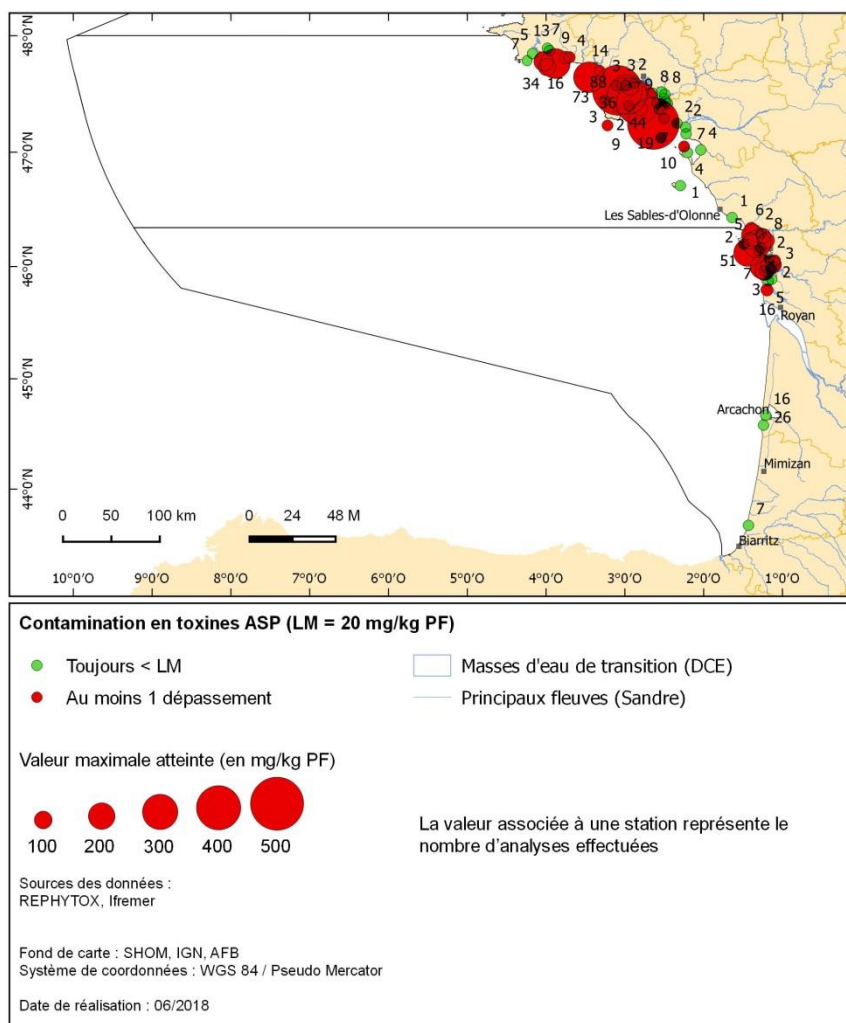 48°0'N
47°0'N
46°0'N
45°0'N
44°0'N
5
13
7
9
4
7
14
34
16
3
3
2
8
8
88
9
73
36
2
2
3
2
44
7
4
9
19
10
4
1
Les Sables-d'Olonne
1
6
2
5
8
2
2
51
3
7
2
3
5
16
Royan
16
Arcachon
26
Mimizan
7
Biarritz
0 50 100 km
0 24 48 M
10°0'O 9°0'O 8°0'O 7°0'O 6°0'O 5°0'O 4°0'O 3°0'O 2°0'O 1°0'O
Contamination en toxines ASP (LM = 20 mg/kg PF)
Toujours < LM
Masses d'eau de transition (DCE)
Au moins 1 dépassement
Principaux fleuves (Sandre)
Valeur maximale atteinte (en mg/kg PF)
100 200 300 400 500
La valeur associée à une station représente le
nombre d'analyses effectuées
Sources des données :
REPHYTOX, Ifremer
Fond de carte : SHOM, IGN, AFB
Système de coordonnées : WGS 84 / Pseudo Mercator
Date de réalisation : 06/2018